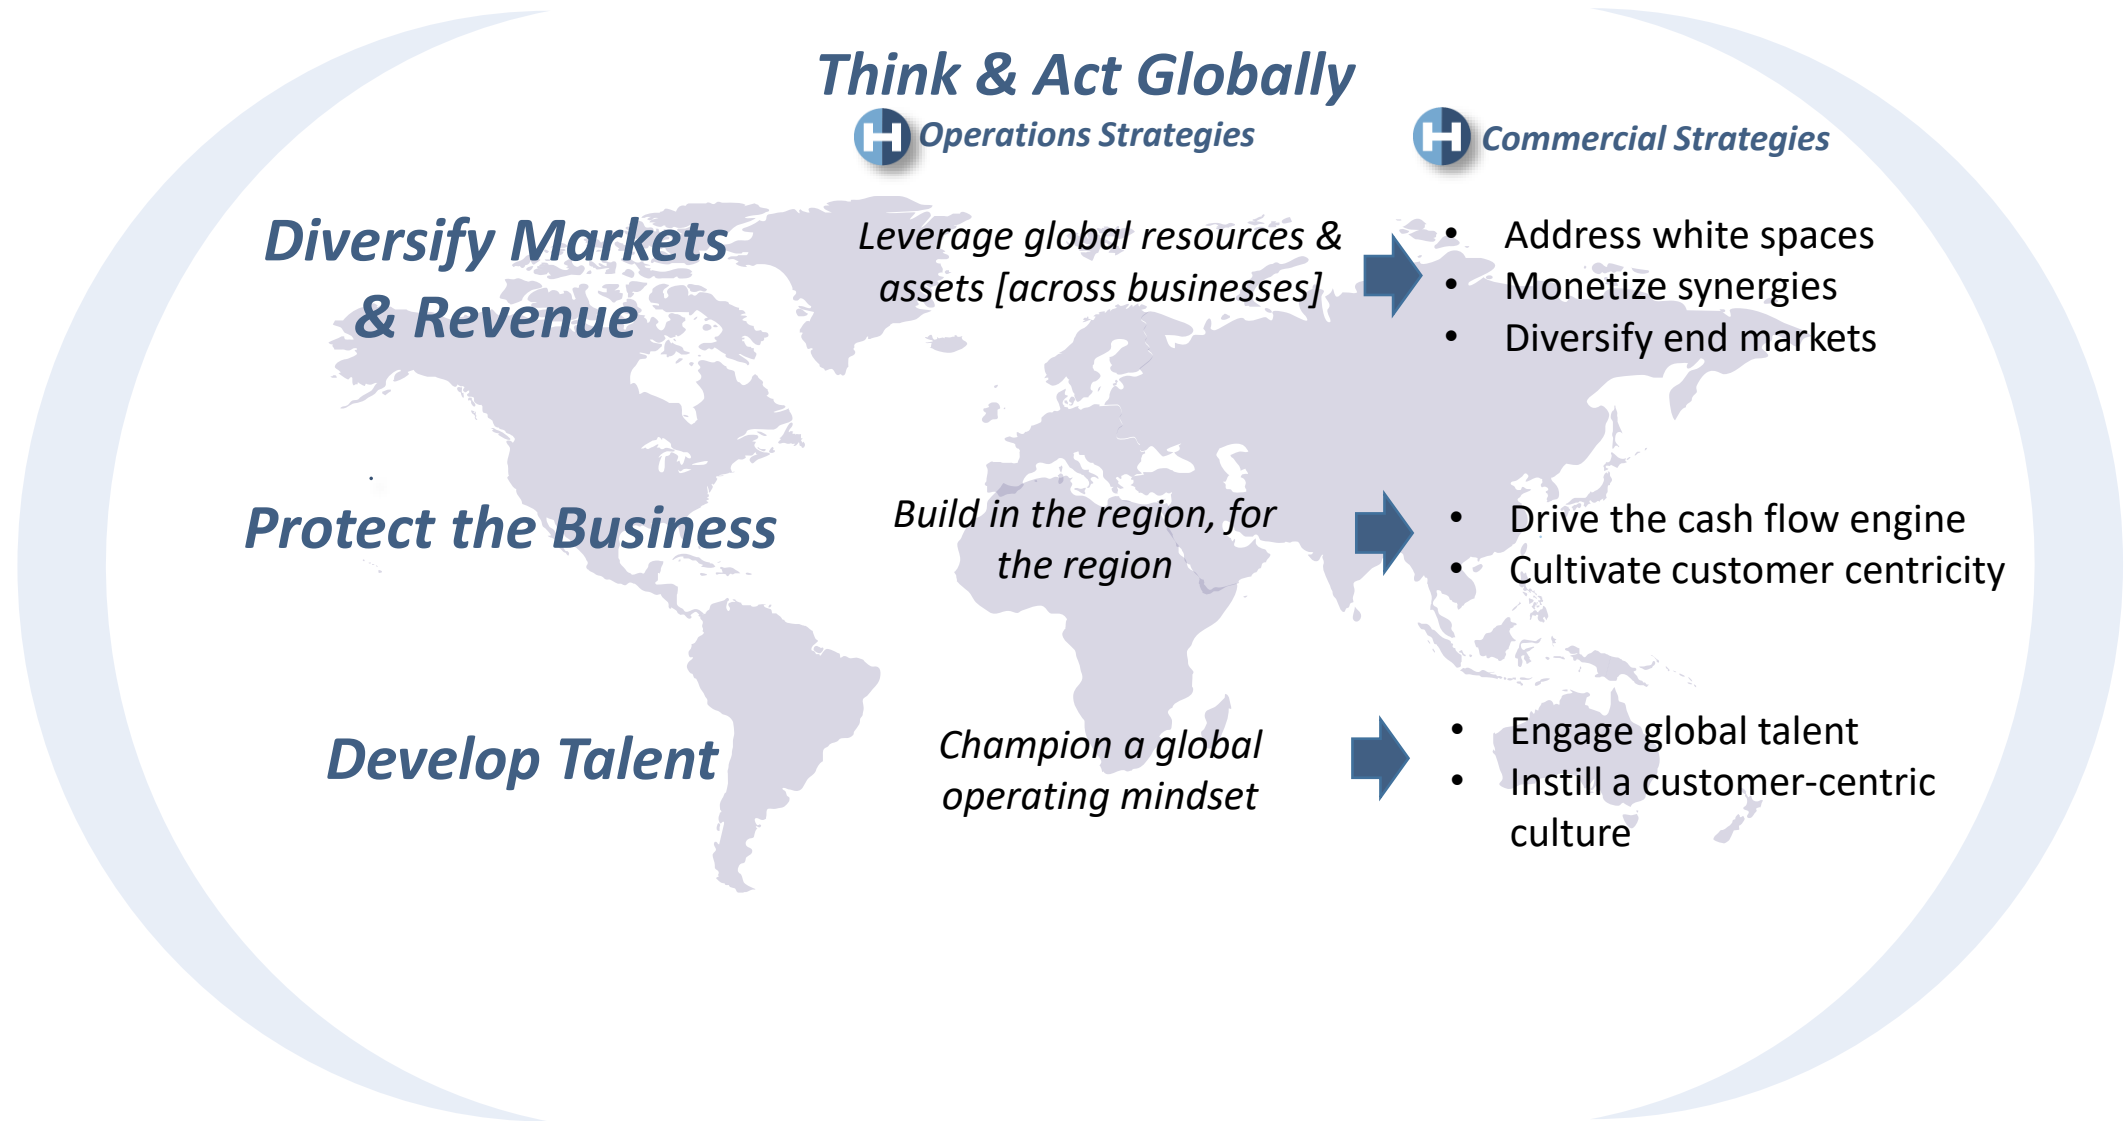 Think & Act Globally
H Operations Strategies
H Commercial Strategies
Diversify Markets
& Revenue
Leverage global resources &
assets [across businesses]
• Address white spaces
• Monetize synergies
• Diversify end markets
Protect the Business
Build in the region, for
the region
• Drive the cash flow engine
• Cultivate customer centricity
Develop Talent
Champion a global
operating mindset
• Engage global talent
• Instill a customer-centric
culture